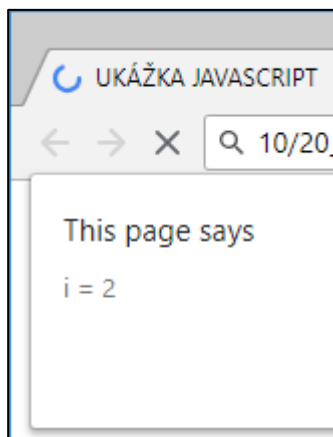 UKÁŽKA JAVASCRIPT
10/20_
This page says
i = 2